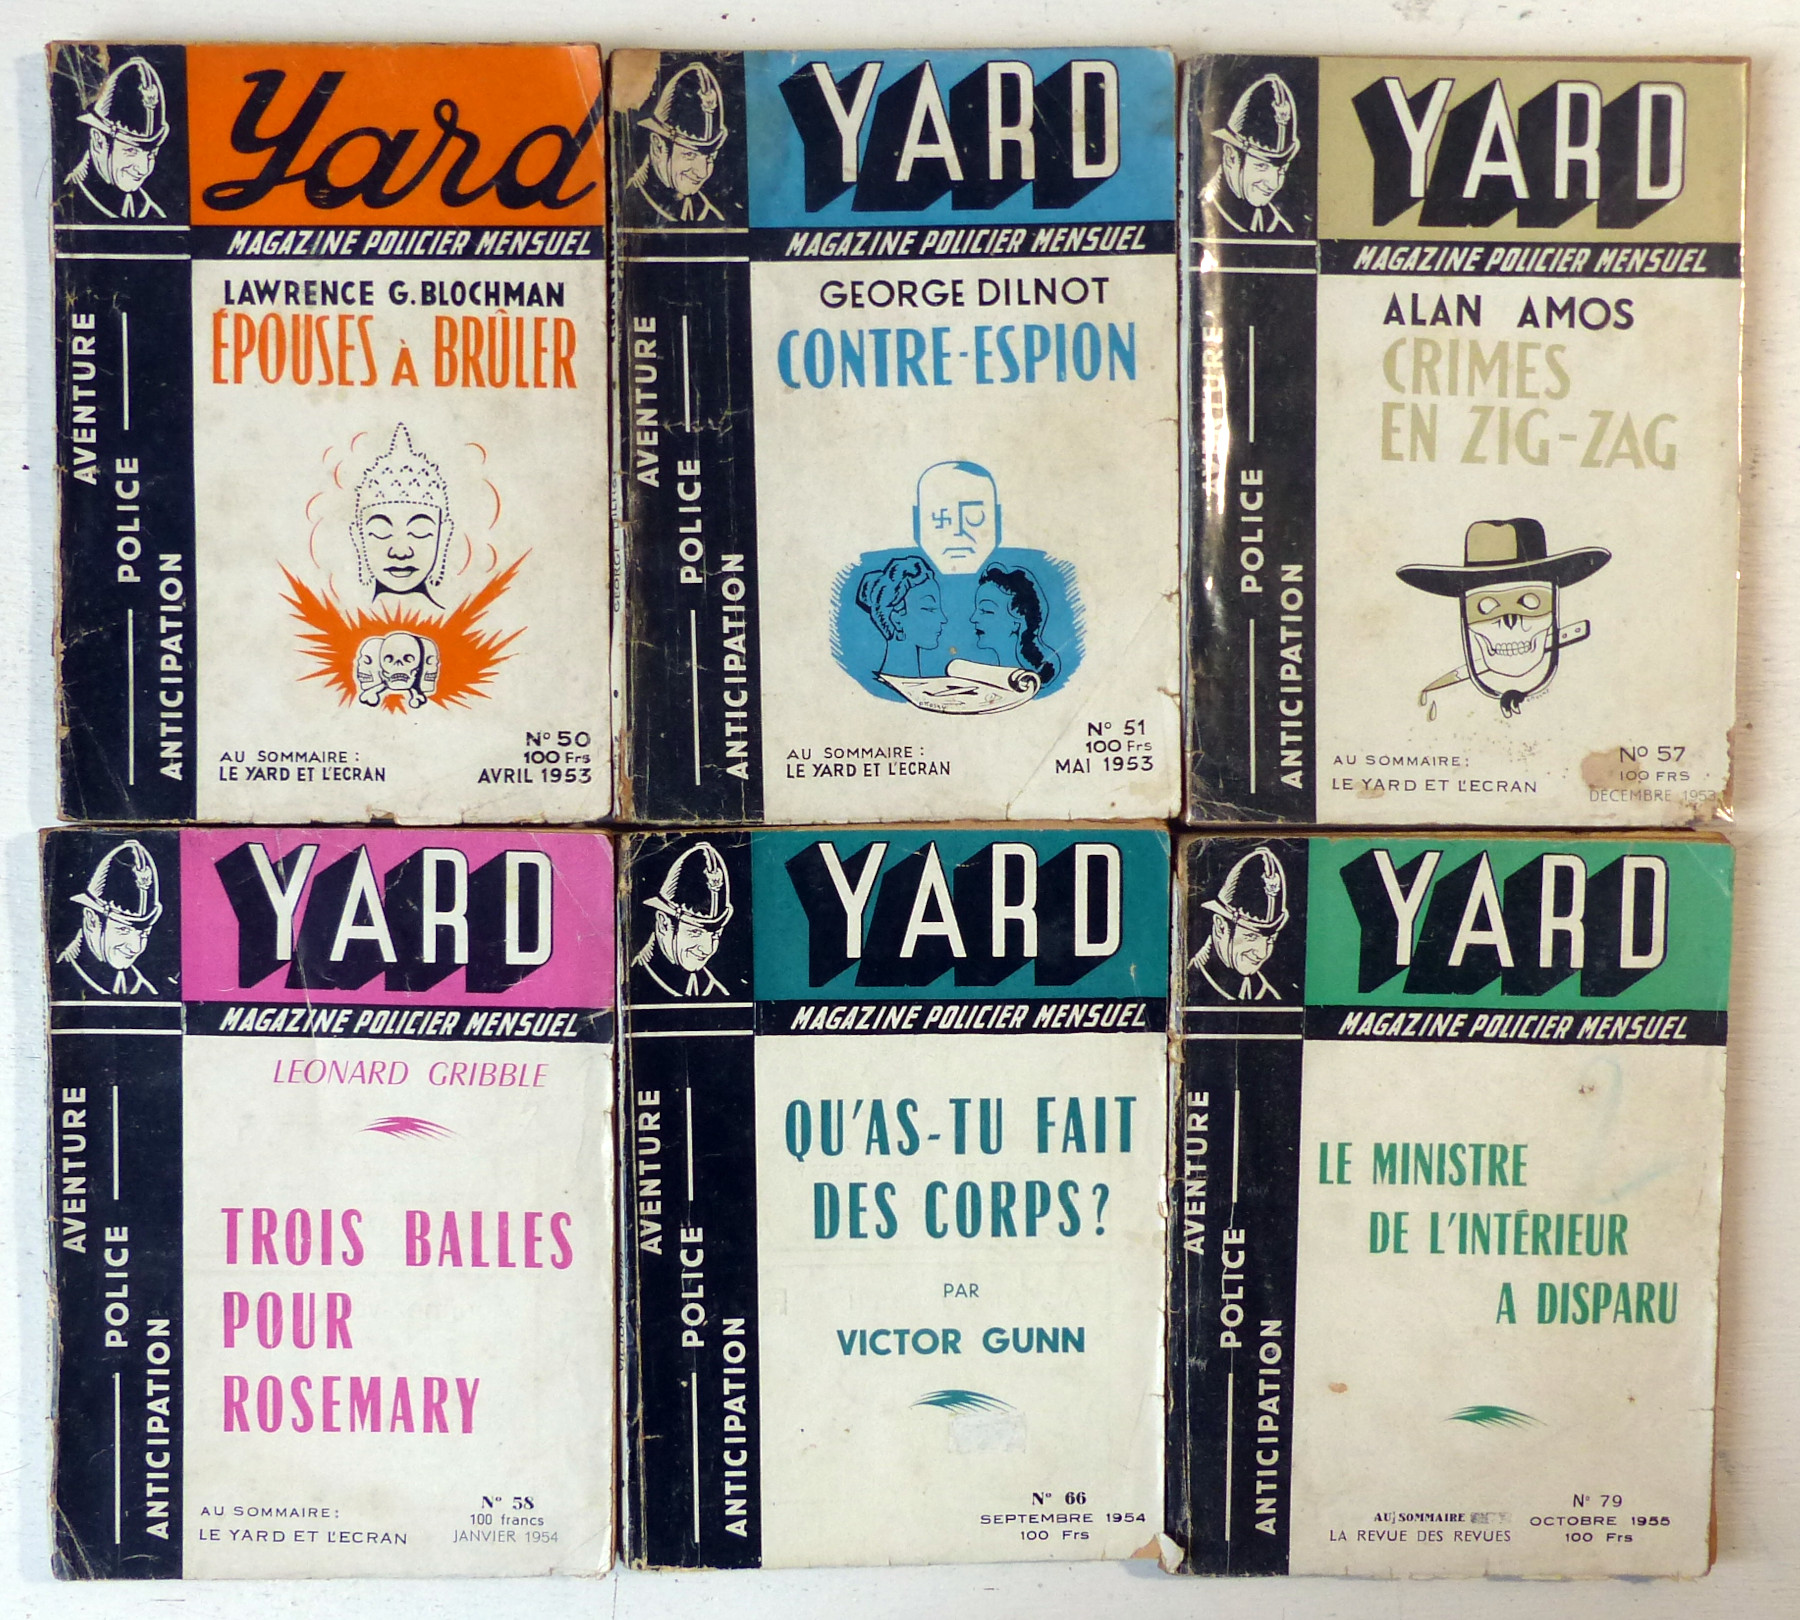 Yard
MAGAZINE POLICIER MENSUEL
LAWRENCE G. BLOCHMAN
ÉPOUSES À BRÛLER
AVENTURE
POLICE
ANTICIPATION
AU SOMMAIRE :
LE YARD ET L'ECRAN
N° 50
100 Frs
AVRIL 1953
YARD
MAGAZINE POLICIER MENSUEL
GEORGE DILNOT
CONTRE-ESPION
AVENTURE
POLICE
ANTICIPATION
AU SOMMAIRE :
LE YARD ET L'ECRAN
N° 51
100 Frs
MAI 1953
YARD
MAGAZINE POLICIER MENSUEL
ALAN AMOS
CRIMES
EN ZIG-ZAG
AVENTURE
POLICE
ANTICIPATION
AU SOMMAIRE :
LE YARD ET L'ECRAN
N° 57
100 FRS
DÉCEMBRE 1953
YARD
MAGAZINE POLICIER MENSUEL
LEONARD GRIBBLE
TROIS BALLES
POUR
ROSEMARY
AVENTURE
POLICE
ANTICIPATION
AU SOMMAIRE :
LE YARD ET L'ECRAN
N° 58
100 francs
JANVIER 1954
YARD
MAGAZINE POLICIER MENSUEL
QU'AS-TU FAIT
DES CORPS ?
PAR
VICTOR GUNN
AVENTURE
POLICE
ANTICIPATION
N° 66
SEPTEMBRE 1954
100 Frs
YARD
MAGAZINE POLICIER MENSUEL
LE MINISTRE
DE L'INTÉRIEUR
A DISPARU
AVENTURE
POLICE
ANTICIPATION
AU SOMMAIRE
LA REVUE DES REVUES
N° 79
OCTOBRE 1955
100 Frs